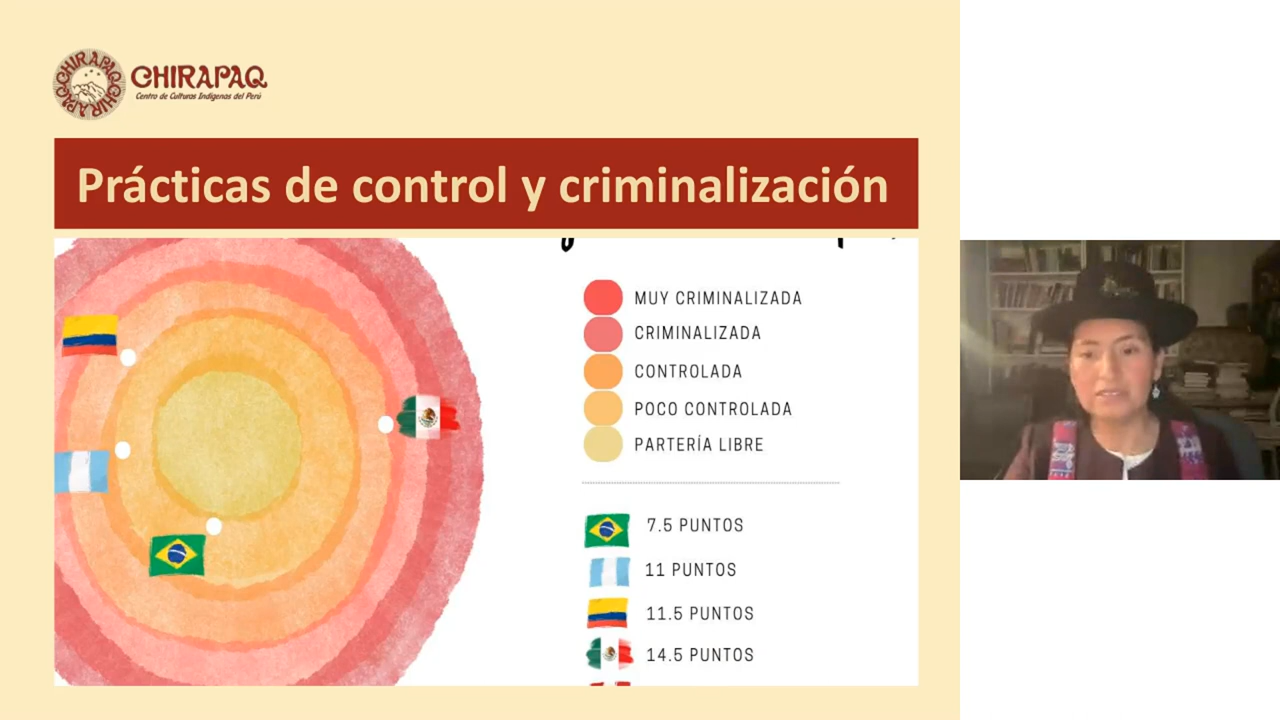 CHIRAPAQ
Centro de Culturas Indígenas del Perú
Prácticas de control y criminalización
MUY CRIMINALIZADA
CRIMINALIZADA
CONTROLADA
POCO CONTROLADA
PARTERÍA LIBRE
7.5 PUNTOS
11 PUNTOS
11.5 PUNTOS
14.5 PUNTOS